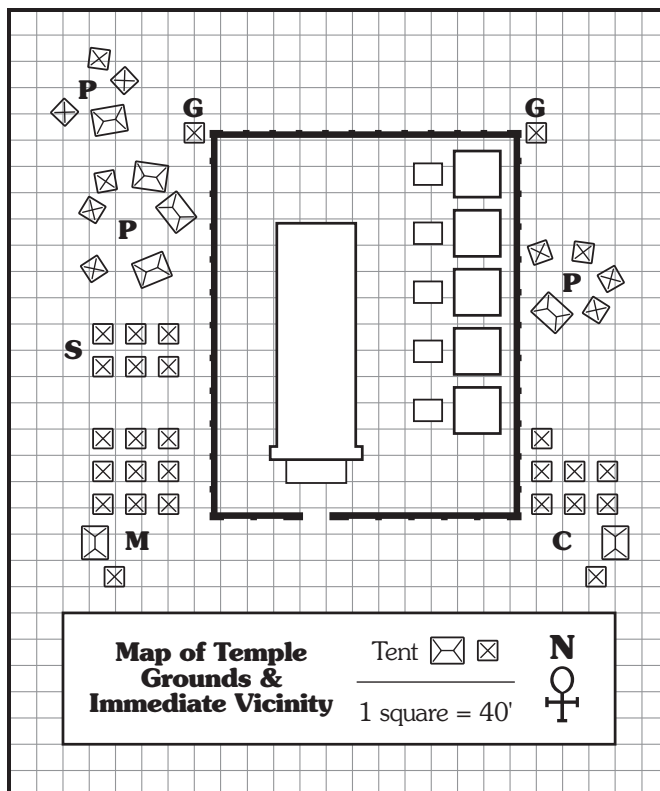 P
G
G
P
P
S
M
C
Map of Temple
Grounds &
Immediate Vicinity
Tent
1 square = 40'
N